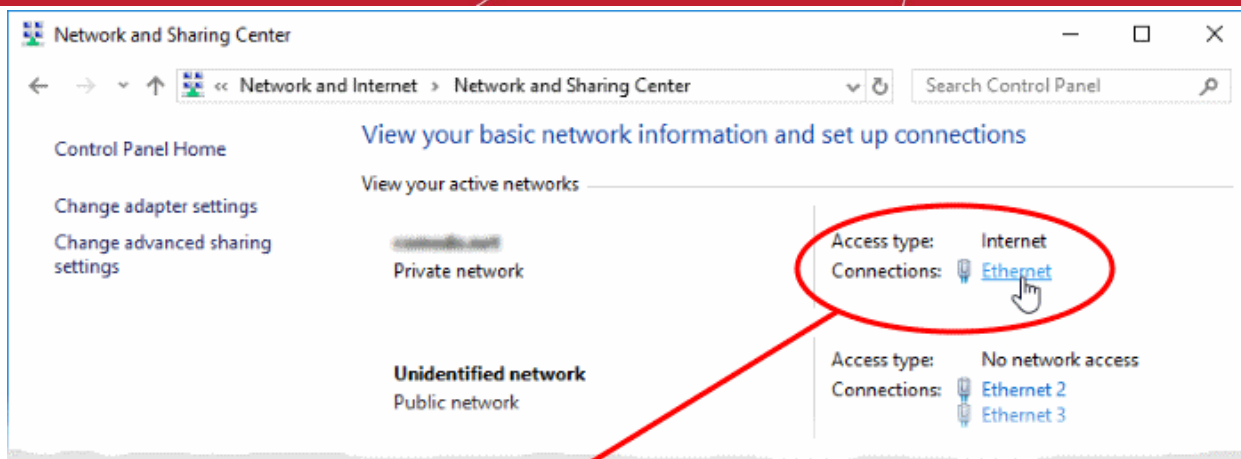 Network and Sharing Center
« Network and Internet > Network and Sharing Center
Search Control Panel
Control Panel Home
Change adapter settings
Change advanced sharing
settings
View your basic network information and set up connections
View your active networks
Private network
Access type: Internet
Connections: Ethernet
Unidentified network
Public network
Access type: No network access
Connections: Ethernet 2
Ethernet 3